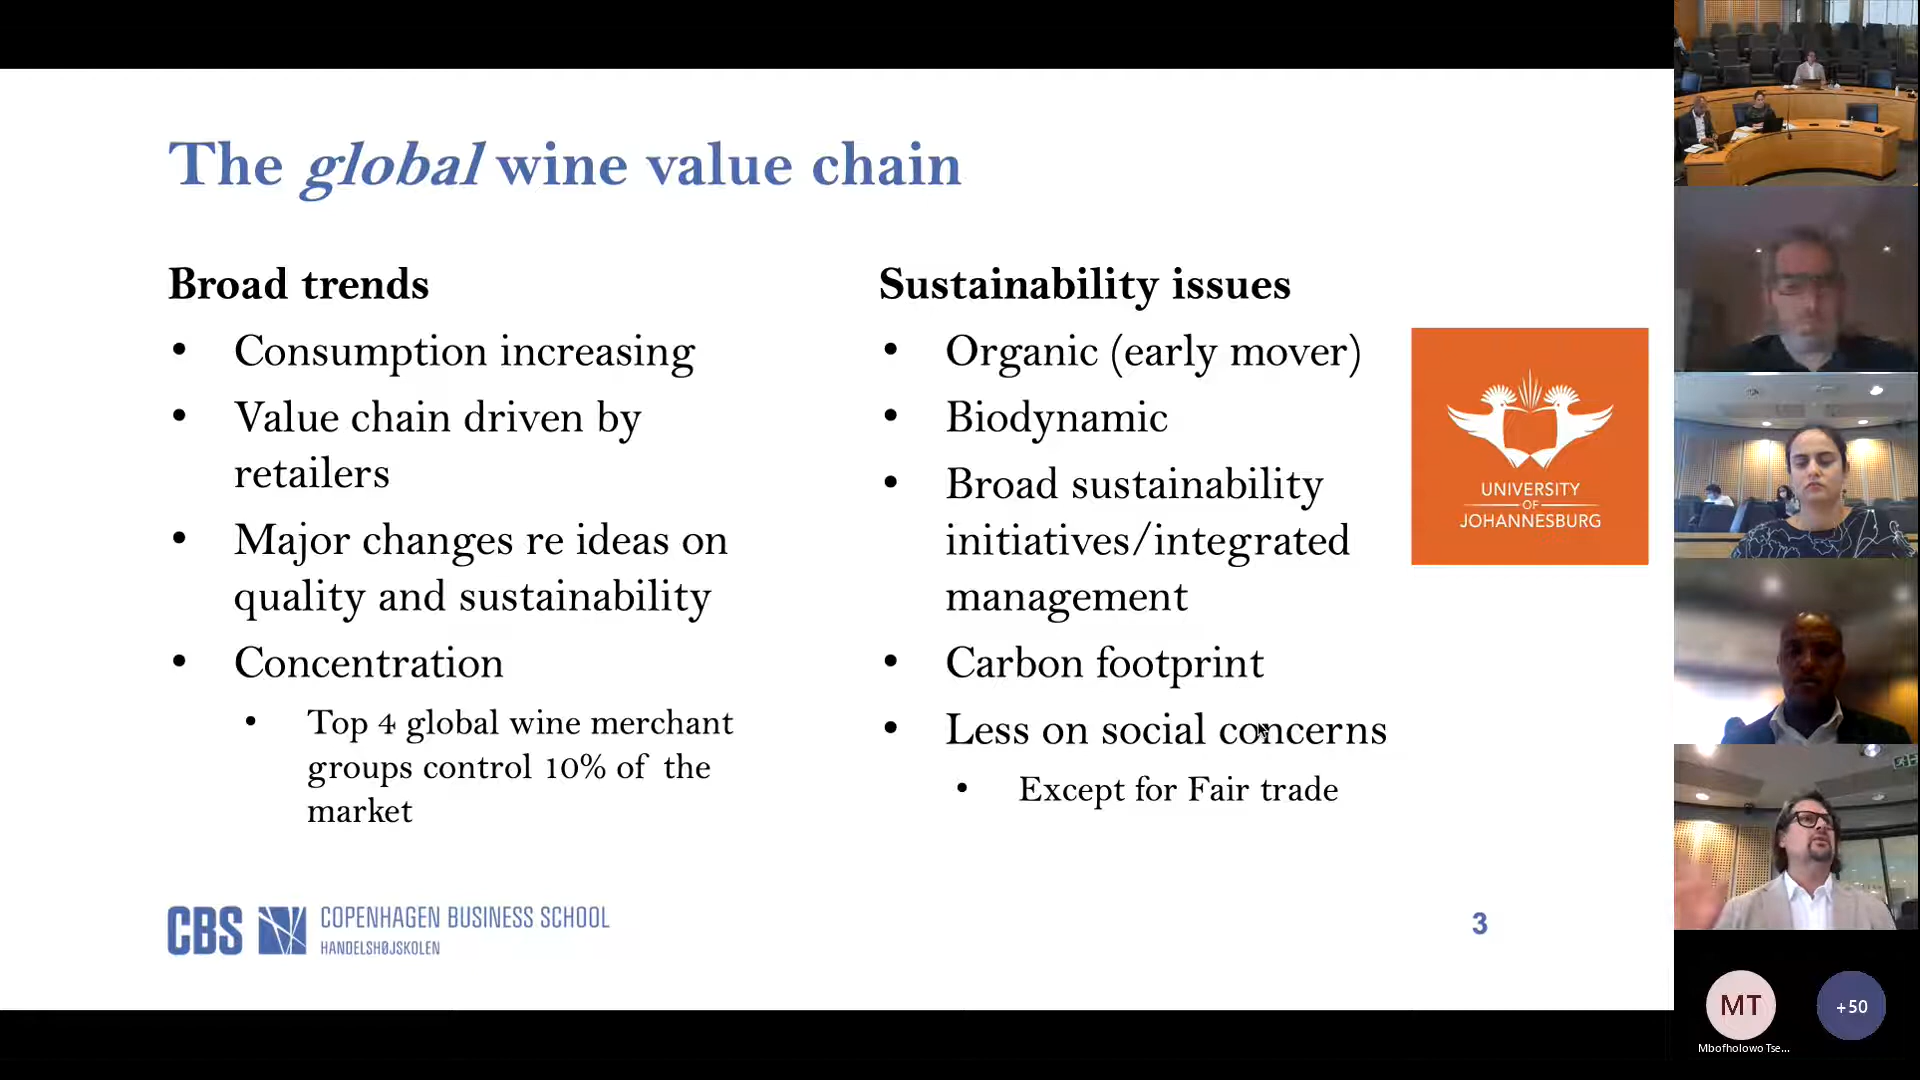 The global wine value chain
Broad trends
• Consumption increasing
• Value chain driven by
retailers
• Major changes re ideas on
quality and sustainability
• Concentration
• Top 4 global wine merchant
groups control 10% of the
market
Sustainability issues
• Organic (early mover)
• Biodynamic
• Broad sustainability
initiatives/integrated
management
• Carbon footprint
• Less on social concerns
• Except for Fair trade
UNIVERSITY
OF
JOHANNESBURG
CBS
COPENHAGEN BUSINESS SCHOOL
HANDELSHØJSKOLEN
3
MT
+50
Mbofholowo Tse...